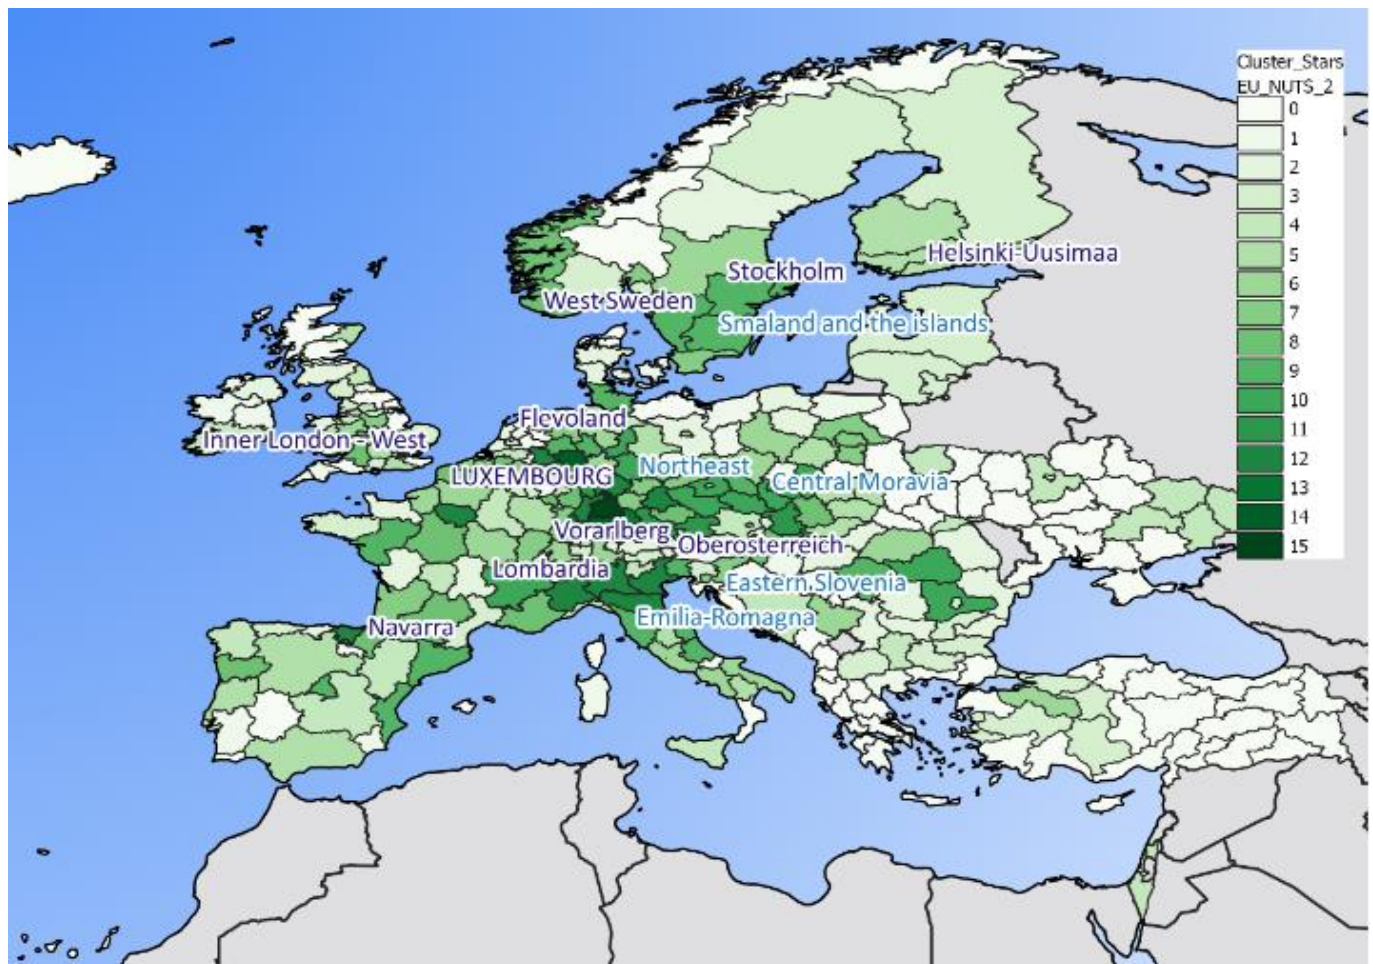 Cluster_Stars
EU_NUTS_2
0
1
2
3
4
5
6
7
8
9
10
11
12
13
14
15
Helsinki-Uusimaa
Stockholm
West Sweden
Smaland and the islands
Flevoland
Inner London - West
Northeast
LUXEMBOURG
Central Moravia
Vorarlberg
Oberosterreich
Lombardia
Eastern Slovenia
Emilia-Romagna
Navarra